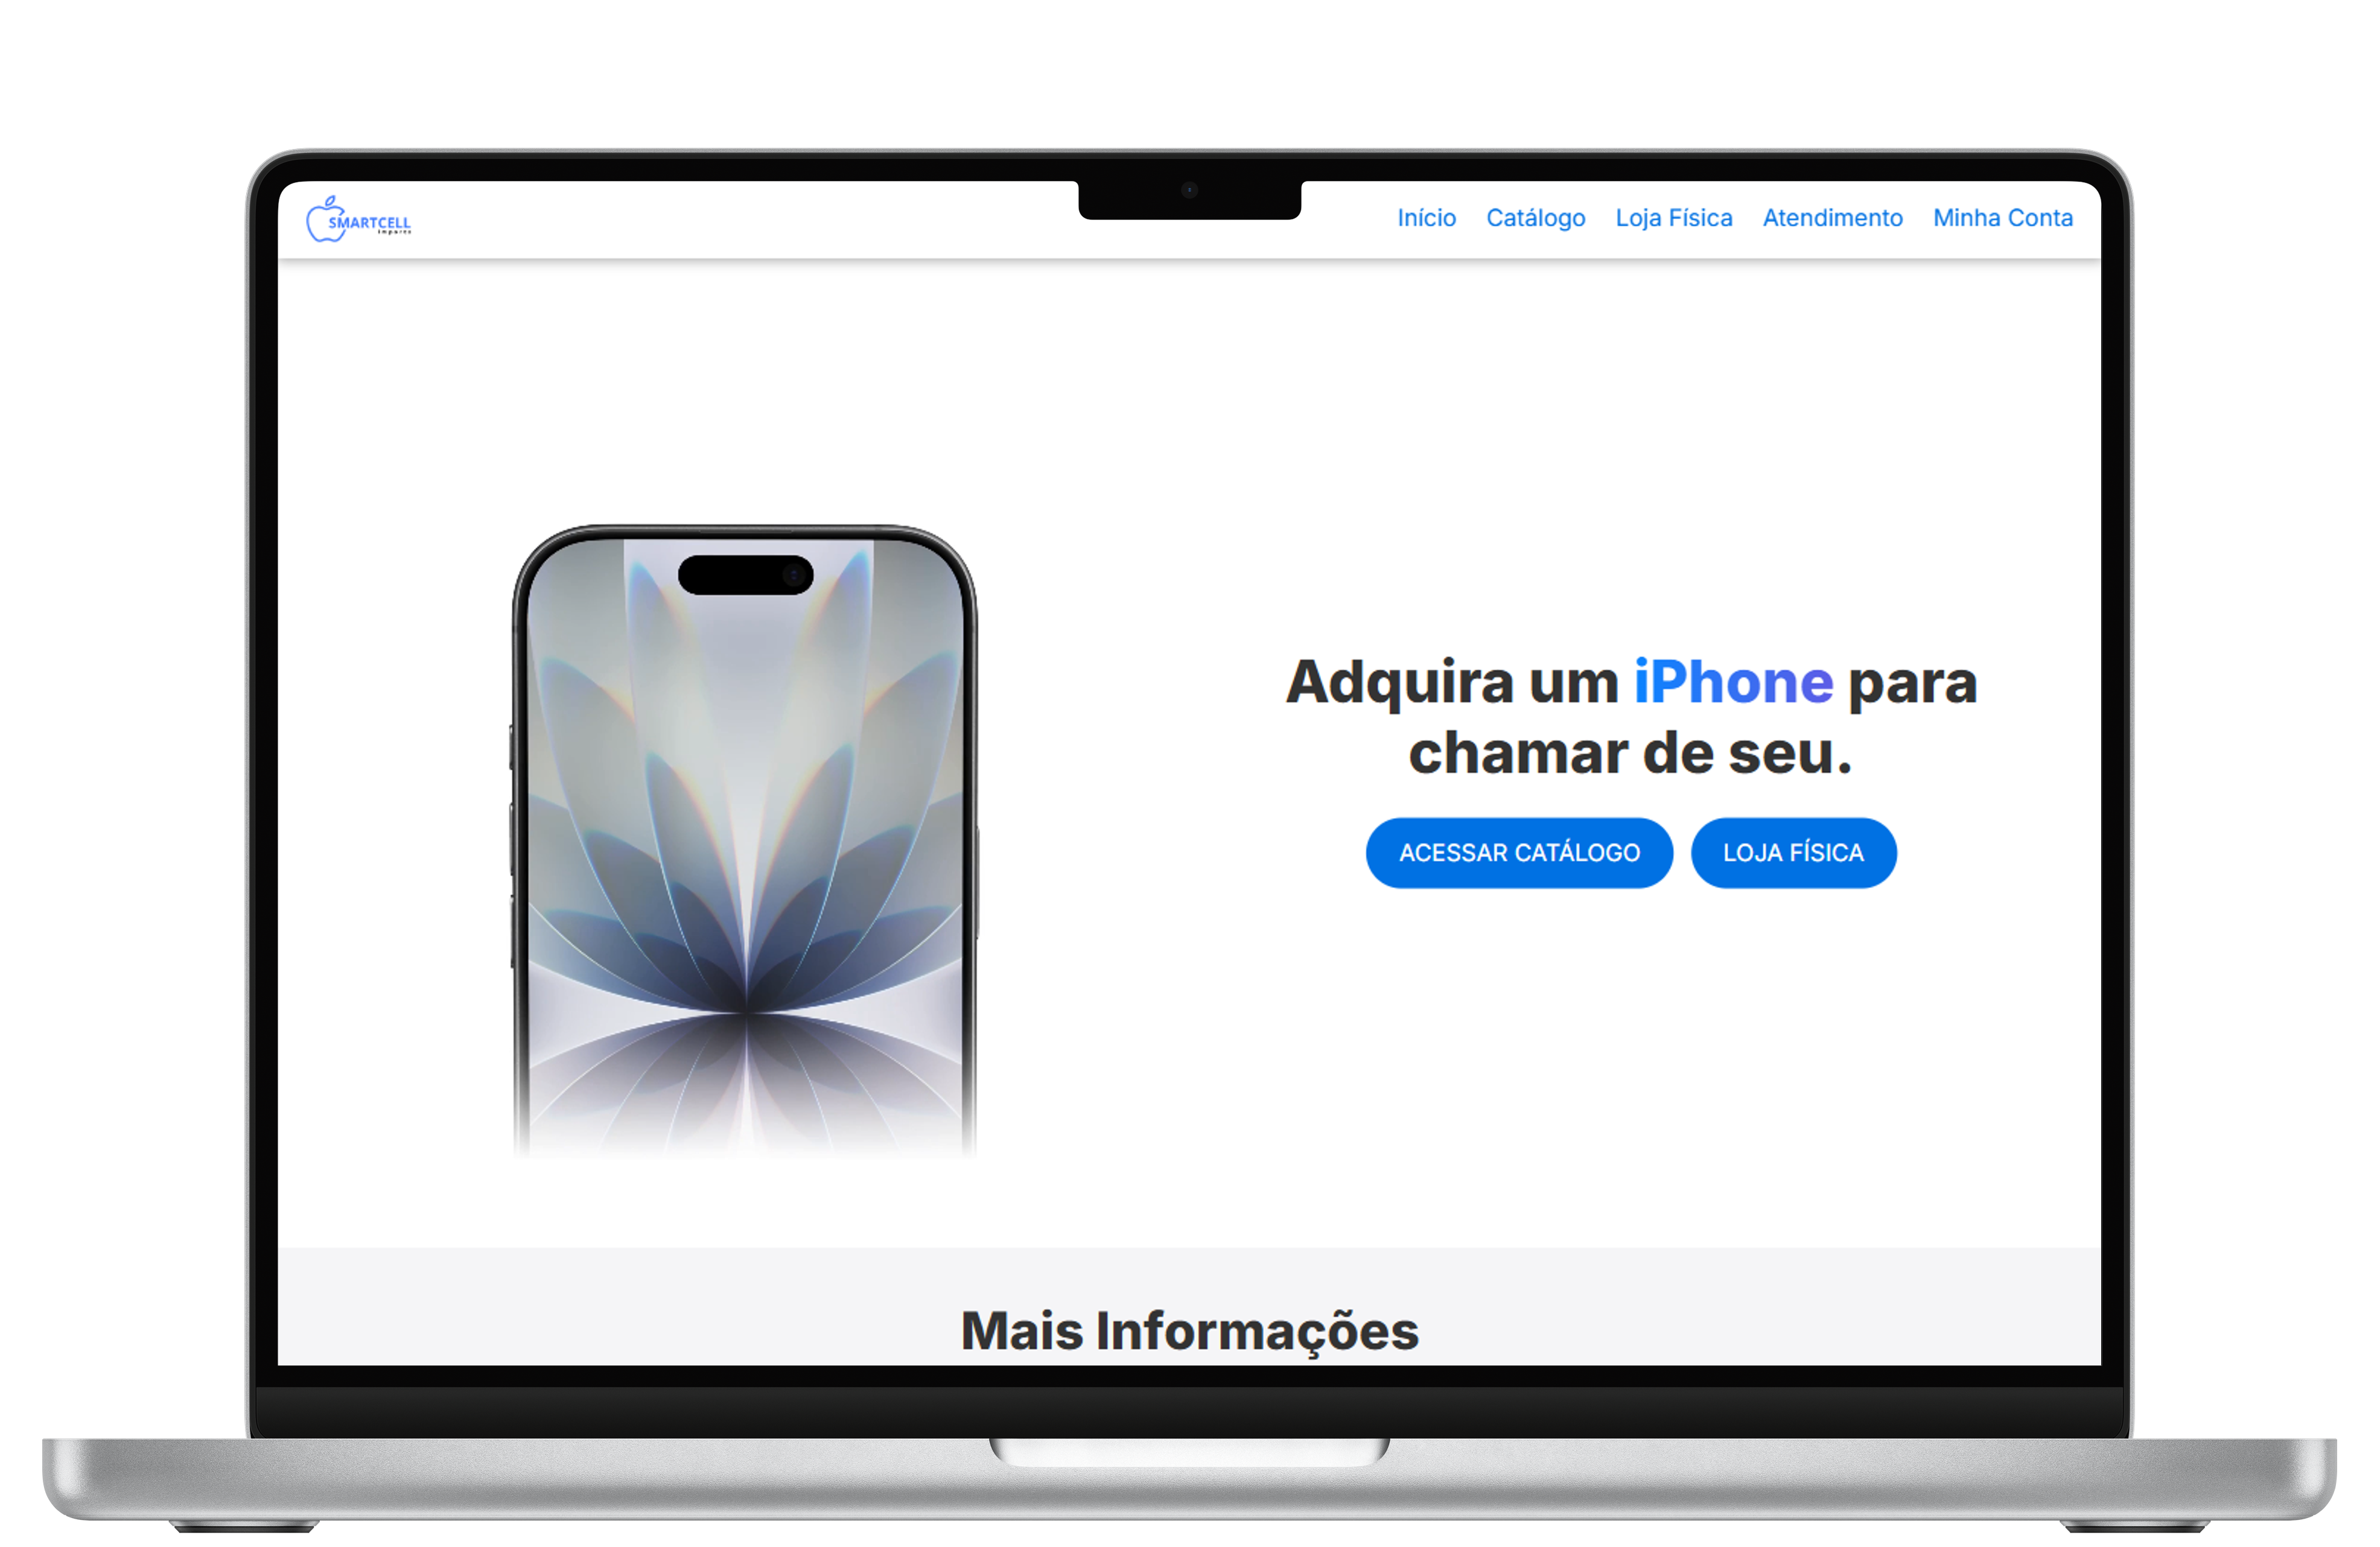 SMARTCELL
Imports
Início Catálogo Loja Física Atendimento Minha Conta
Adquira um iPhone para
chamar de seu.
ACESSAR CATÁLOGO LOJA FÍSICA
Mais Informações